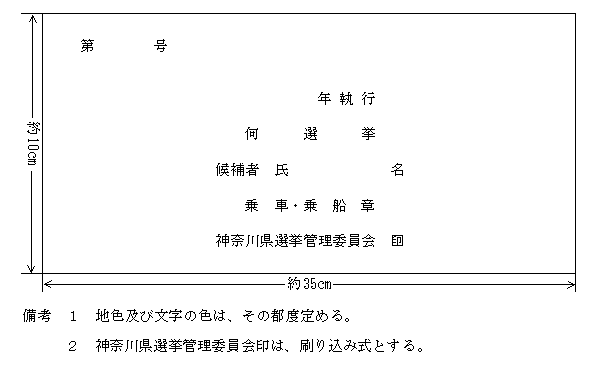 第　　　号
年 執 行
何　　選　　挙
候補者　氏　　　　　　名
乗　車・乗　船　章
神奈川県選挙管理委員会　印
約10cm
約35cm
備考　１　地色及び文字の色は、その都度定める。
２　神奈川県選挙管理委員会印は、刷り込み式とする。